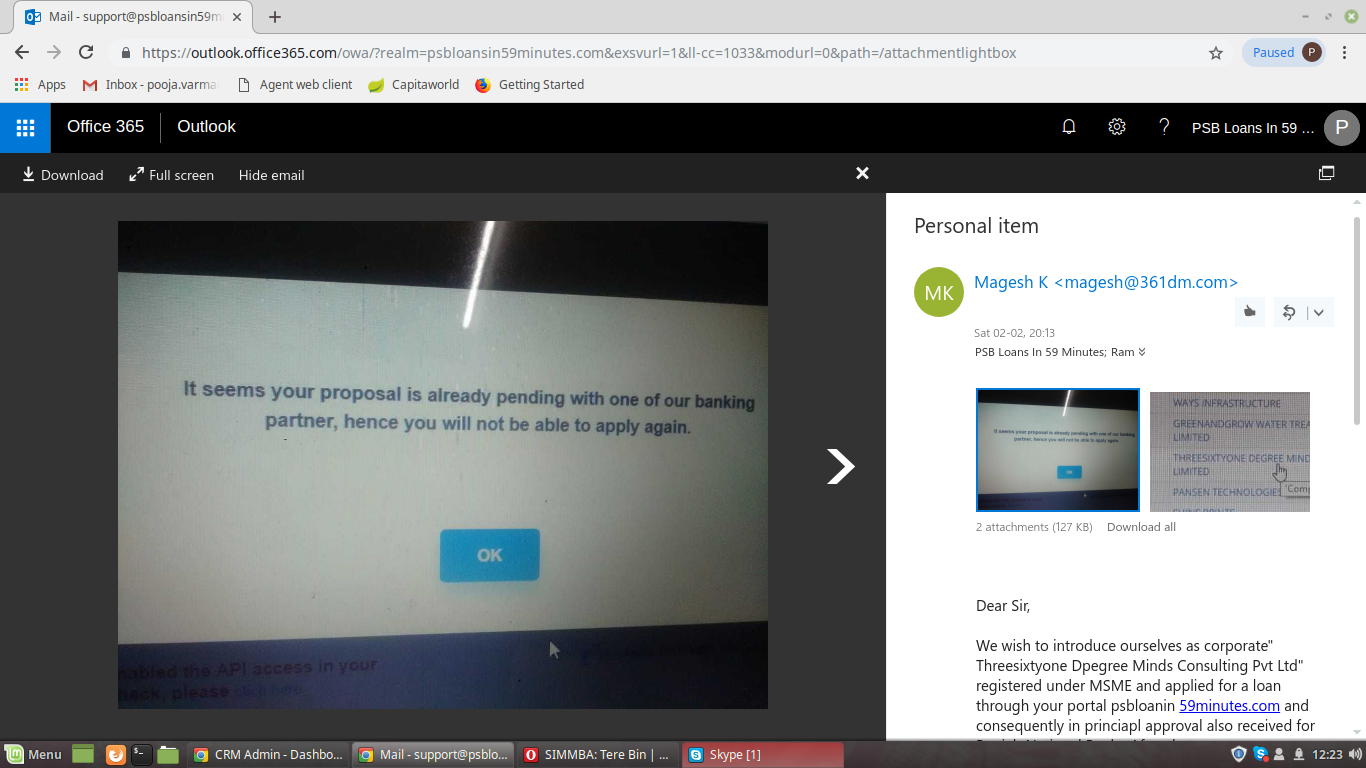 Mail - support@psbloansin59m
https://outlook.office365.com/owa/?realm=psbloansin59minutes.com&exsvurl=1&ll-cc=1033&modurl=0&path=/attachmentlightbox
Paused P
Apps Inbox - pooja.varma Agent web client Capitaworld Getting Started
Office 365 Outlook PSB Loans In 59 ... P
Download Full screen Hide email
It seems your proposal is already pending with one of our banking
partner, hence you will not be able to apply again.
OK
nabled the API access in your
heck, please click here
Personal item
MK
Magesh K <magesh@361dm.com>
Sat 02-02, 20:13
PSB Loans In 59 Minutes; Ram
It seems your proposal is already pending with one of our banking
partner, hence you will not be able to apply again.
OK
WAYS INFRASTRUCTURE
GREENANDGROW WATER TREA
LIMITED
THREESIXTYONE DEGREE MIND
LIMITED
PANSEN TECHNOLOGIES
'Comp
2 attachments (127 KB) Download all
Dear Sir,
We wish to introduce ourselves as corporate"
Threesixtyone Dpegree Minds Consulting Pvt Ltd"
registered under MSME and applied for a loan
through your portal psbloanin 59minutes.com and
consequently in princiapl approval also received for
Menu CRM Admin - Dashbo... Mail - support@psblo... SIMMBA: Tere Bin | ... Skype [1] 12:23